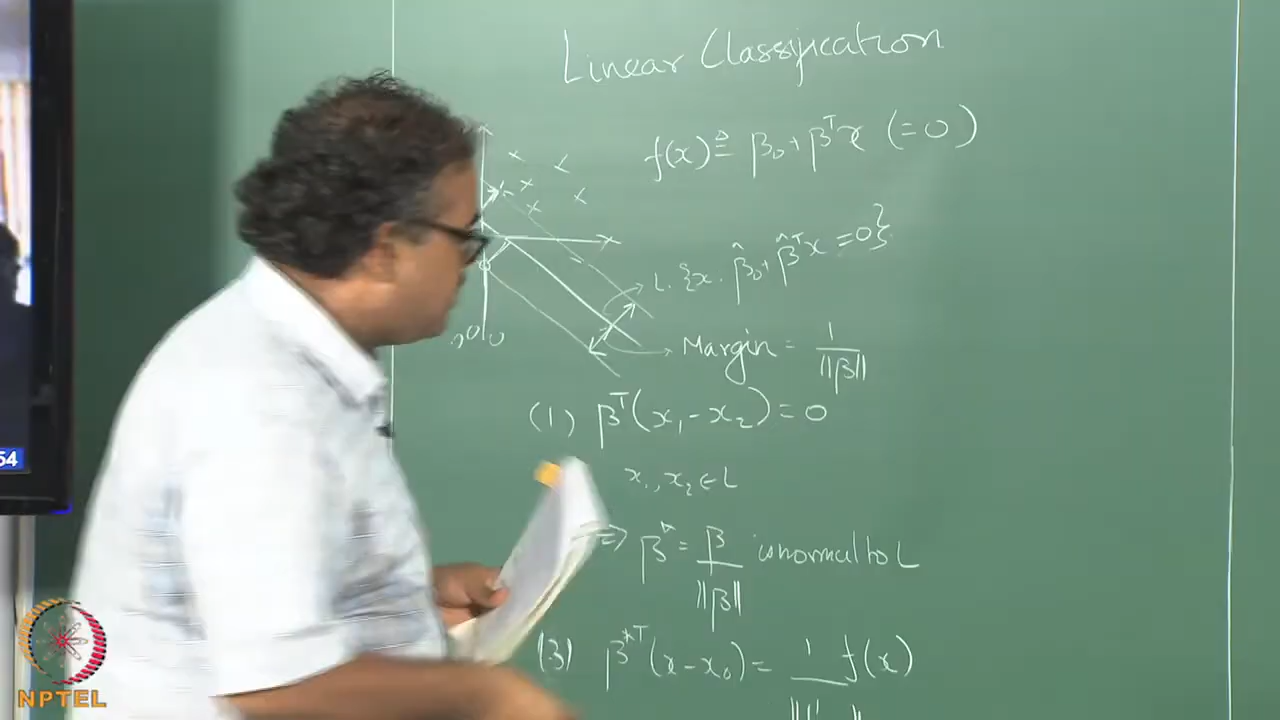 Linear Classification
f(x) ≜ β₀ + βᵀx (= 0)
L: {x: β̂₀ + β̂ᵀx = 0}
Margin = 1/||β||
(1) βᵀ(x₁ - x₂) = 0
x₁, x₂ ∈ L
⇒ β* = β/||β|| is normal to L
(3) β*ᵀ(x - x₀) = 1/|| || f(x)
54
NPTEL